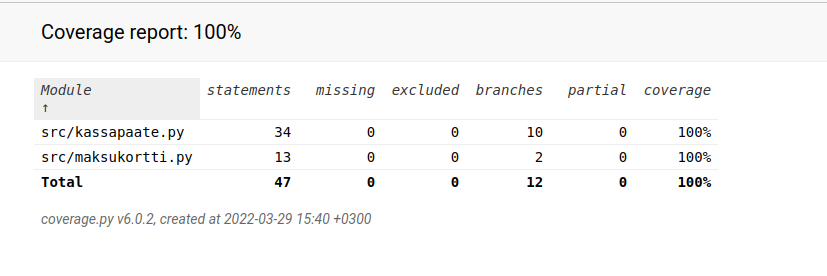 Coverage report: 100%
Module statements missing excluded branches partial coverage
↑
src/kassapaate.py 34 0 0 10 0 100%
src/maksukortti.py 13 0 0 2 0 100%
Total 47 0 0 12 0 100%
coverage.py v6.0.2, created at 2022-03-29 15:40 +0300